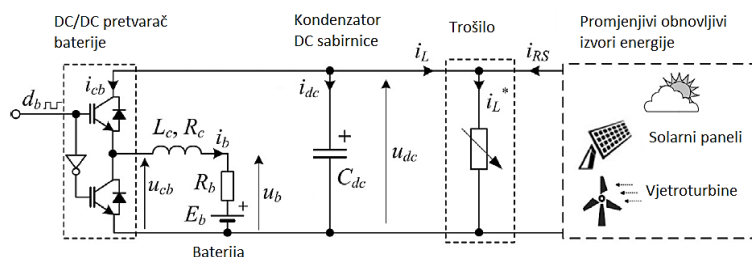 DC/DC pretvarač
baterije
Kondenzator
DC sabirnice
Trošilo
Promjenjivi obnovljivi
izvori energije
i_L
i_RS
i_cb
i_dc
i_L*
d_b
L_c, R_c
i_b
+
u_dc
Solarni paneli
u_cb
R_b
u_b
C_dc
E_b
+
Vjetroturbine
Baterija